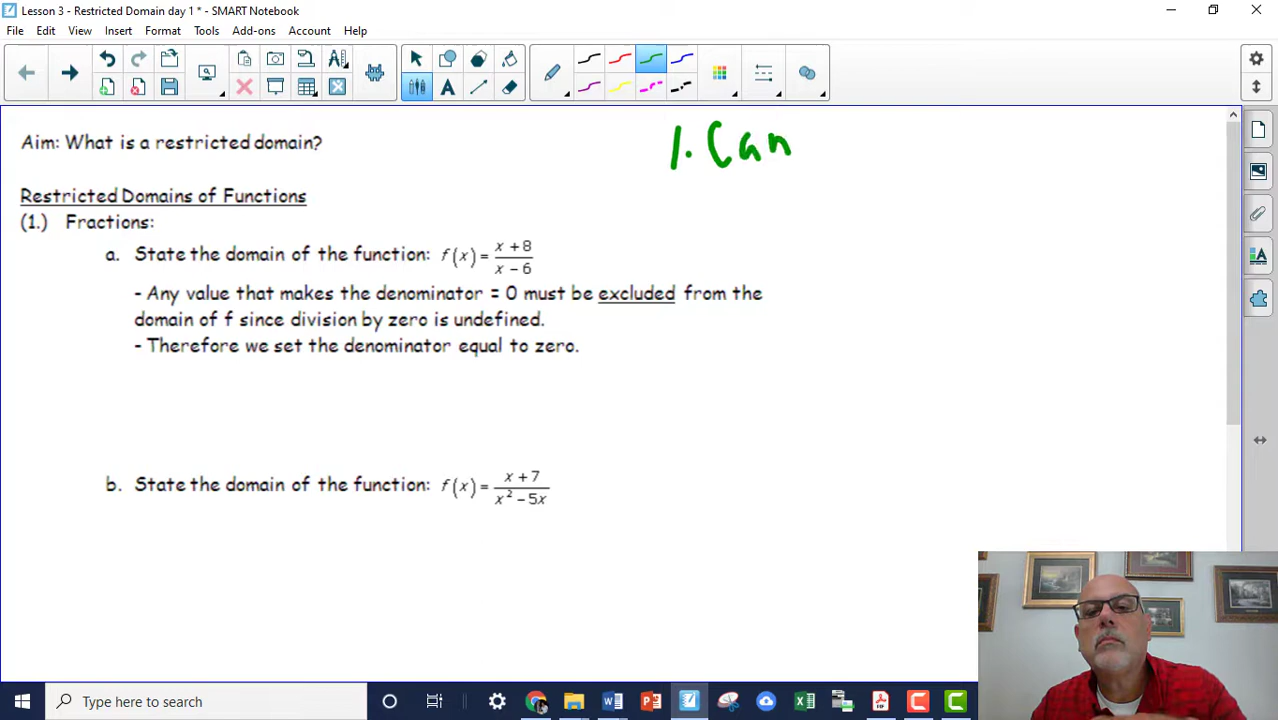 Lesson 3 - Restricted Domain day 1 * - SMART Notebook
File Edit View Insert Format Tools Add-ons Account Help
Aim: What is a restricted domain?
1. Can
Restricted Domains of Functions
(1.) Fractions:
a. State the domain of the function: f(x) = (x + 8)/(x - 6)
- Any value that makes the denominator = 0 must be excluded from the
domain of f since division by zero is undefined.
- Therefore we set the denominator equal to zero.
b. State the domain of the function: f(x) = (x + 7)/(x² - 5x)
Type here to search